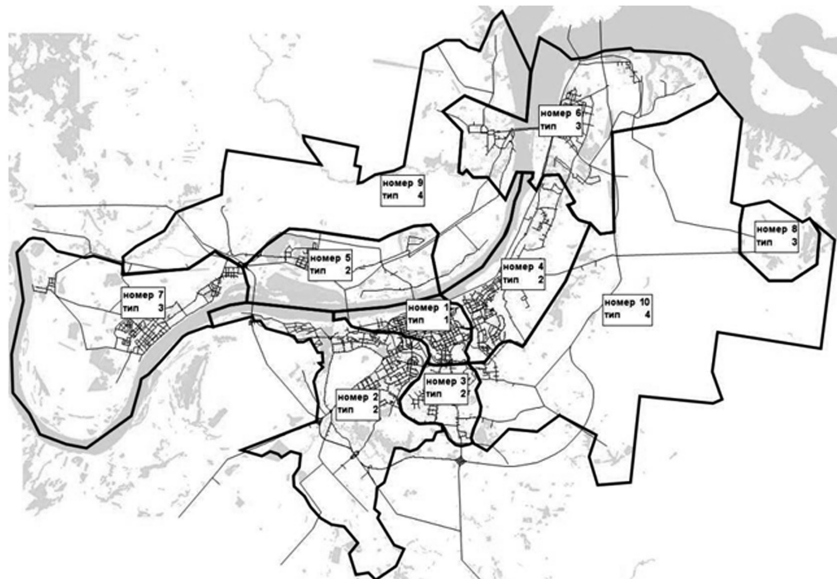 номер 6
тип 3
номер 9
тип 4
номер 8
тип 3
номер 5
тип 2
номер 4
тип 2
номер 7
тип 3
номер 10
тип 4
номер 1
тип 1
номер 3
тип 2
номер 2
тип 2